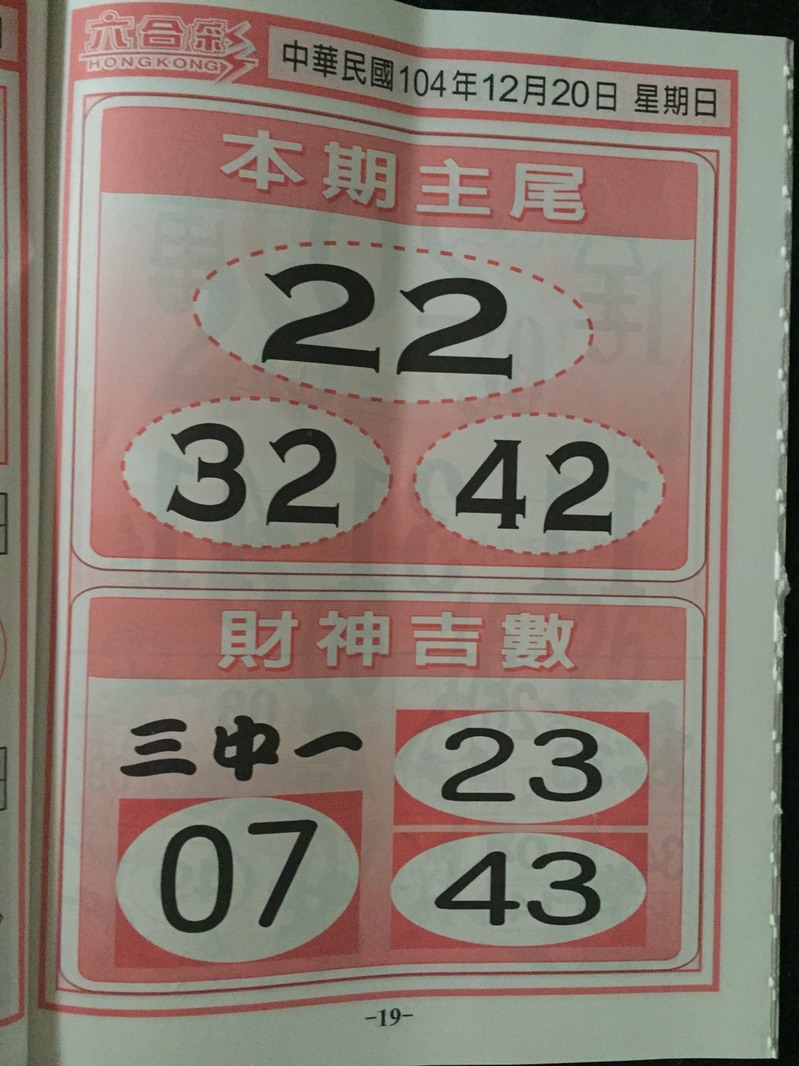 六合彩
HONGKONG
中華民國104年12月20日 星期日
本期主尾
22
32 42
財神吉數
三中一
23
07
43
-19-